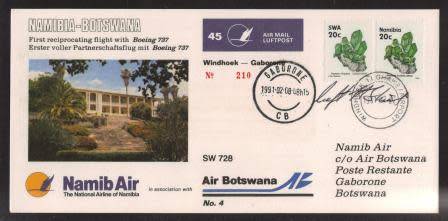 NAMIBIA-BOTSWANA
First reciprocating flight with Boeing 737
Erster voller Partnerschaftsflug mit Boeing 737
45
AIR MAIL
LUFTPOST
Windhoek — Gaborone
No 210
GABORONE
1991-02-08-08h15
C B
SWA
20c
Namibia
20c
WINDHOEK
SW 728
Namib Air
The National Airline of Namibia
in association with
Air Botswana
No. 4
Namib Air
c/o Air Botswana
Poste Restante
Gaborone
Botswana